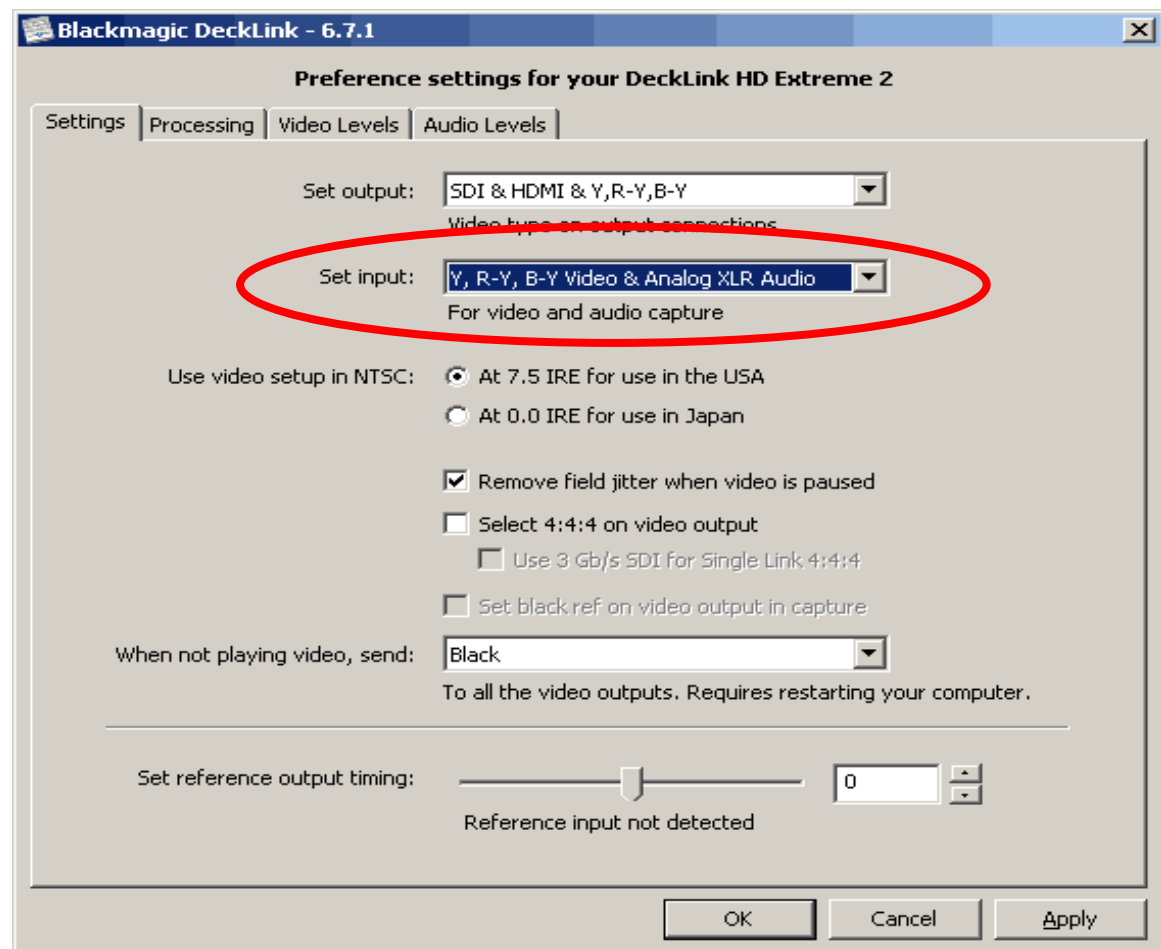 Blackmagic DeckLink - 6.7.1
Preference settings for your DeckLink HD Extreme 2
Settings Processing Video Levels Audio Levels
Set output: SDI & HDMI & Y,R-Y,B-Y
Video type on output connections
Set input: Y, R-Y, B-Y Video & Analog XLR Audio
For video and audio capture
Use video setup in NTSC: At 7.5 IRE for use in the USA
At 0.0 IRE for use in Japan
Remove field jitter when video is paused
Select 4:4:4 on video output
Use 3 Gb/s SDI for Single Link 4:4:4
Set black ref on video output in capture
When not playing video, send: Black
To all the video outputs. Requires restarting your computer.
Set reference output timing: 0
Reference input not detected
OK Cancel Apply